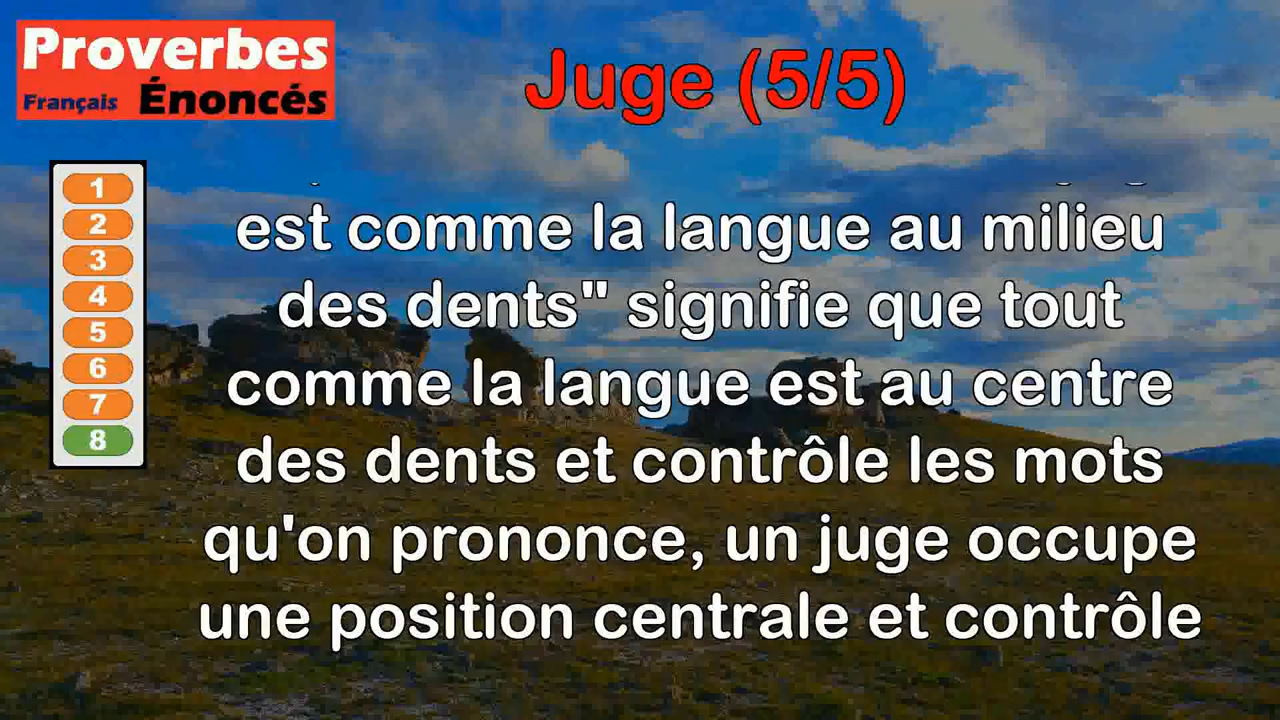 Proverbes
Français Énoncés
Juge (5/5)
1
2
3
4
5
6
7
8
est comme la langue au milieu
des dents" signifie que tout
comme la langue est au centre
des dents et contrôle les mots
qu'on prononce, un juge occupe
une position centrale et contrôle